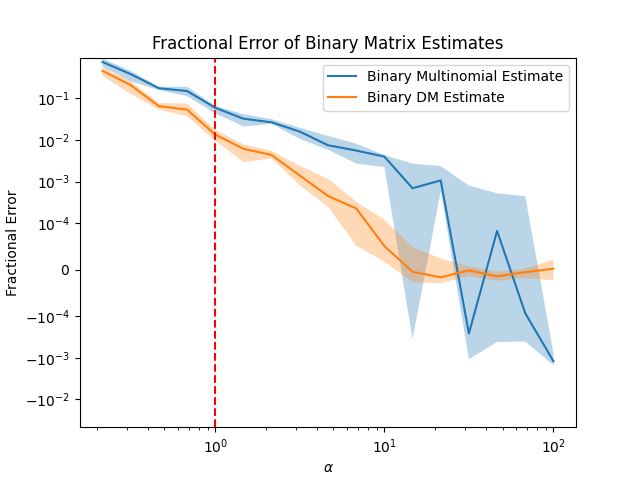 Fractional Error of Binary Matrix Estimates
Binary Multinomial Estimate
Binary DM Estimate
Fractional Error
10⁻¹
10⁻²
10⁻³
10⁻⁴
0
−10⁻⁴
−10⁻³
−10⁻²
10⁰ 10¹ 10²
α